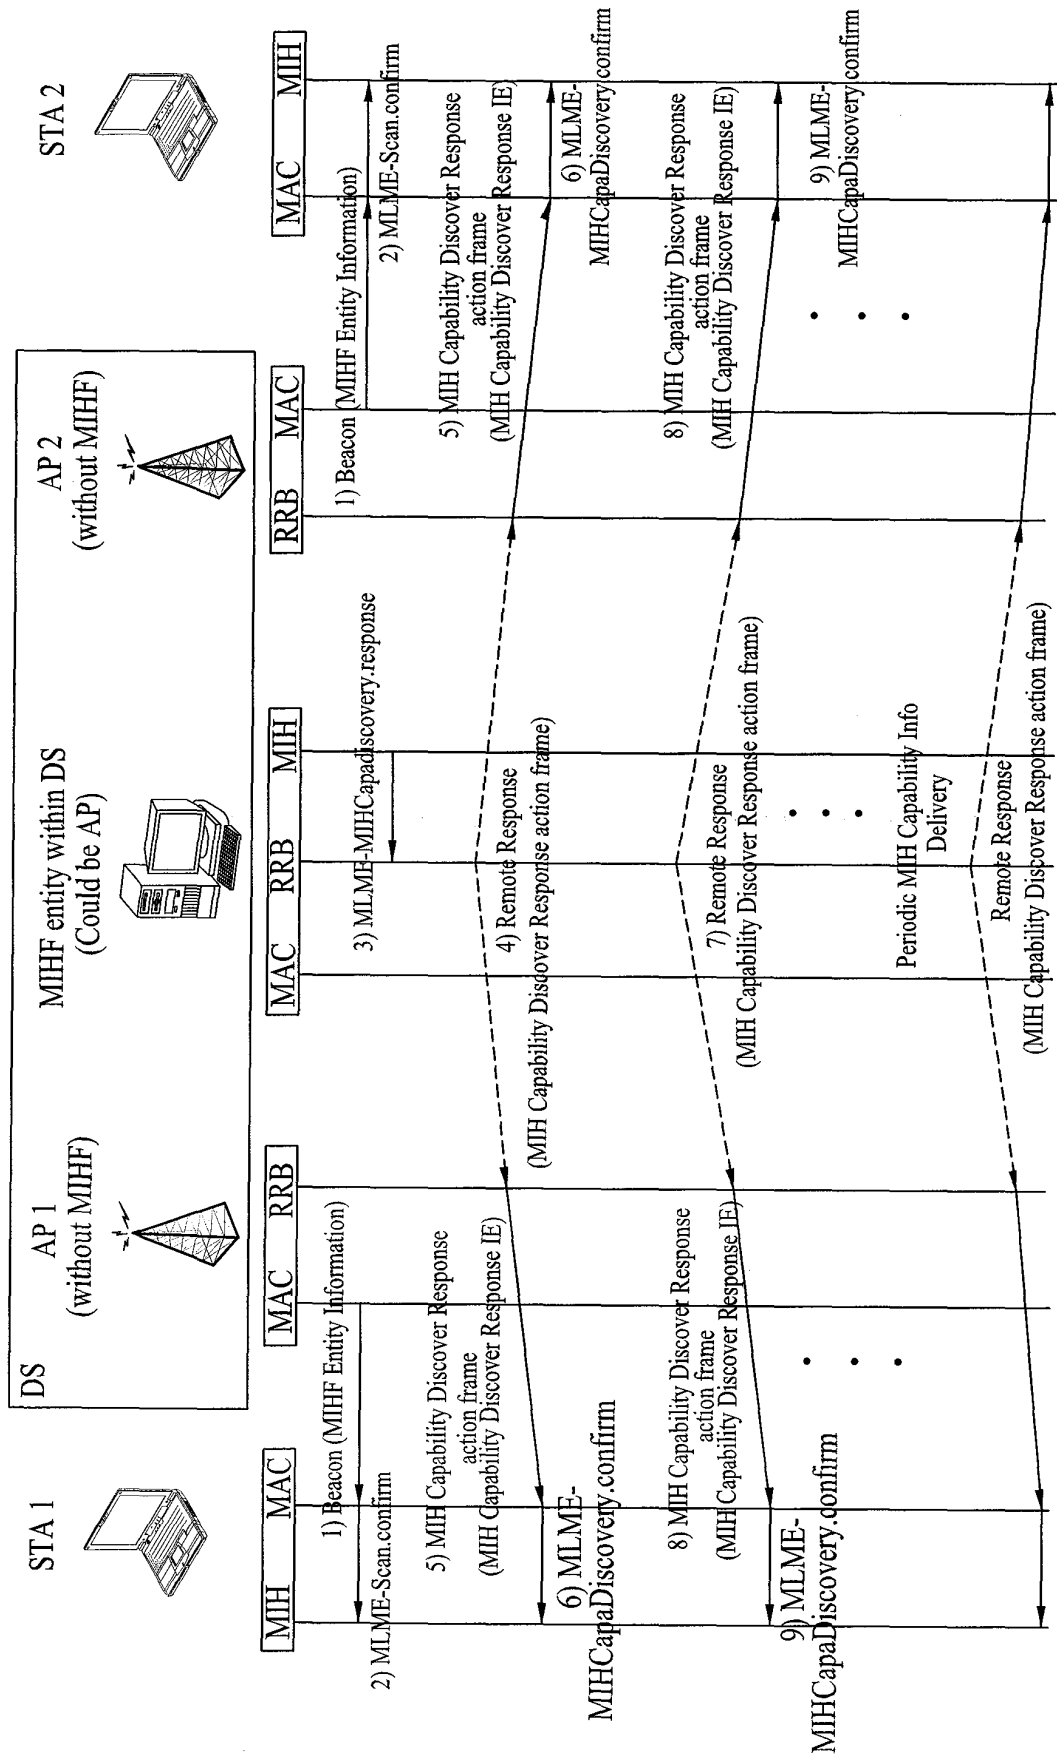 DS
STA 1
AP 1
(without MIHF)
MIHF entity within DS
(Could be AP)
AP 2
(without MIHF)
STA 2
MIH
MAC
MAC
RRB
MAC
RRB
MIH
RRB
MAC
MAC
MIH
1) Beacon (MIHF Entity Information)
2) MLME-Scan.confirm
3) MLME-MIHCapadiscovery.response
1) Beacon (MIHF Entity Information)
2) MLME-Scan.confirm
4) Remote Response
(MIH Capability Discover Response action frame)
5) MIH Capability Discover Response
action frame
(MIH Capability Discover Response IE)
5) MIH Capability Discover Response
action frame
(MIH Capability Discover Response IE)
6) MLME-
MIHCapaDiscovery.confirm
6) MLME-
MIHCapaDiscovery.confirm
7) Remote Response
(MIH Capability Discover Response action frame)
8) MIH Capability Discover Response
action frame
(MIH Capability Discover Response IE)
8) MIH Capability Discover Response
action frame
(MIH Capability Discover Response IE)
9) MLME-
MIHCapaDiscovery.confirm
9) MLME-
MIHCapaDiscovery.confirm
Periodic MIH Capability Info
Delivery
Remote Response
(MIH Capability Discover Response action frame)